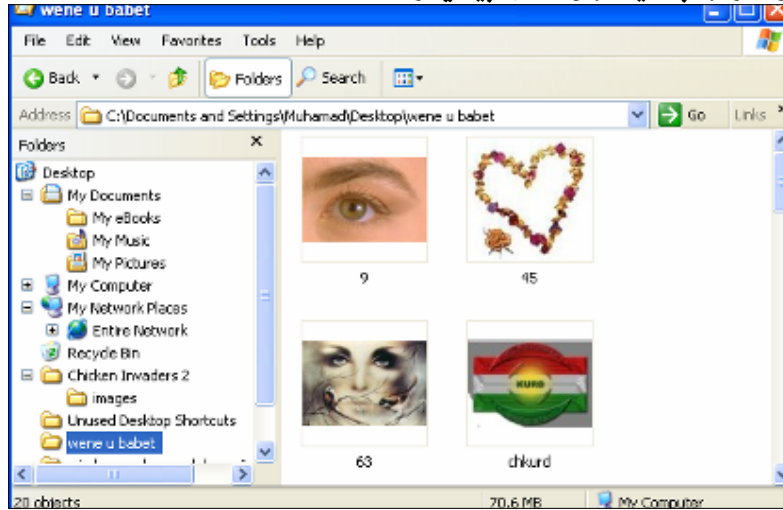 wene u babet
File Edit View Favorites Tools Help
Back Folders Search
Address C:\Documents and Settings\Muhamad\Desktop\wene u babet Go Links
Folders
Desktop
My Documents
My eBooks
My Music
My Pictures
My Computer
My Network Places
Entire Network
Recycle Bin
Chicken Invaders 2
images
Unused Desktop Shortcuts
wene u babet
9
45
KURD
63
chkurd
20 objects 70.6 MB My Computer